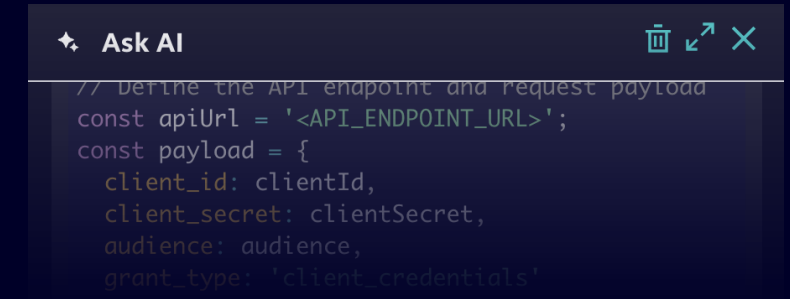 Ask AI
// Define the API endpoint and request payload
const apiUrl = '<API_ENDPOINT_URL>';
const payload = {
client_id: clientId,
client_secret: clientSecret,
audience: audience,
grant_type: 'client_credentials'